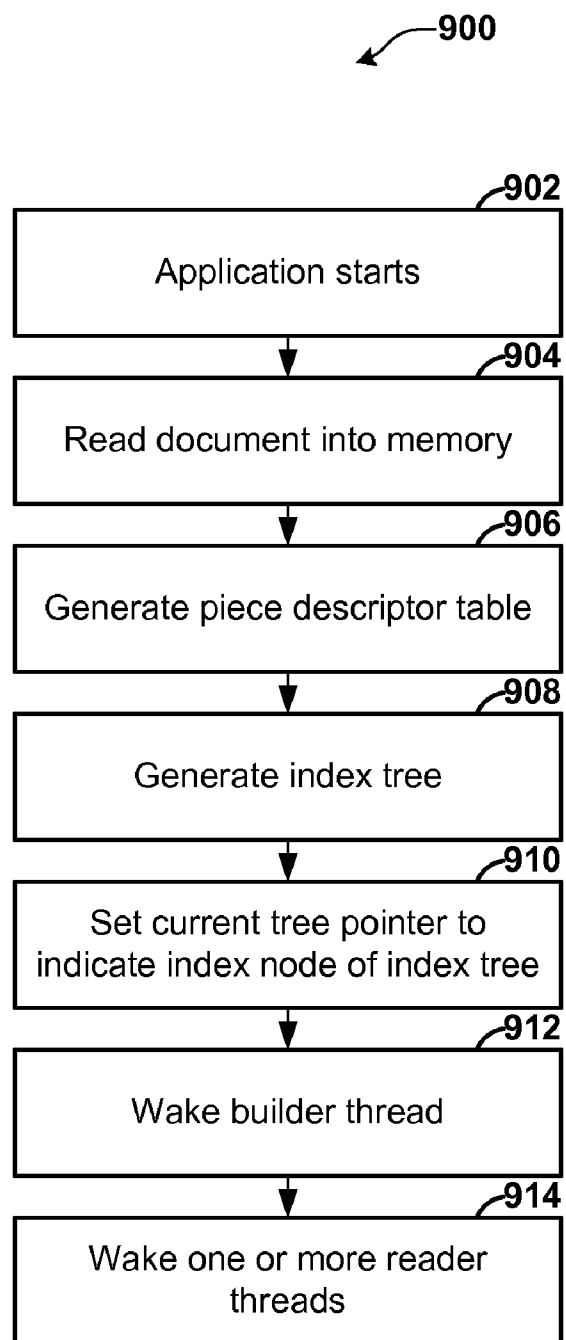 900
902
Application starts
904
Read document into memory
906
Generate piece descriptor table
908
Generate index tree
910
Set current tree pointer to
indicate index node of index tree
912
Wake builder thread
914
Wake one or more reader
threads